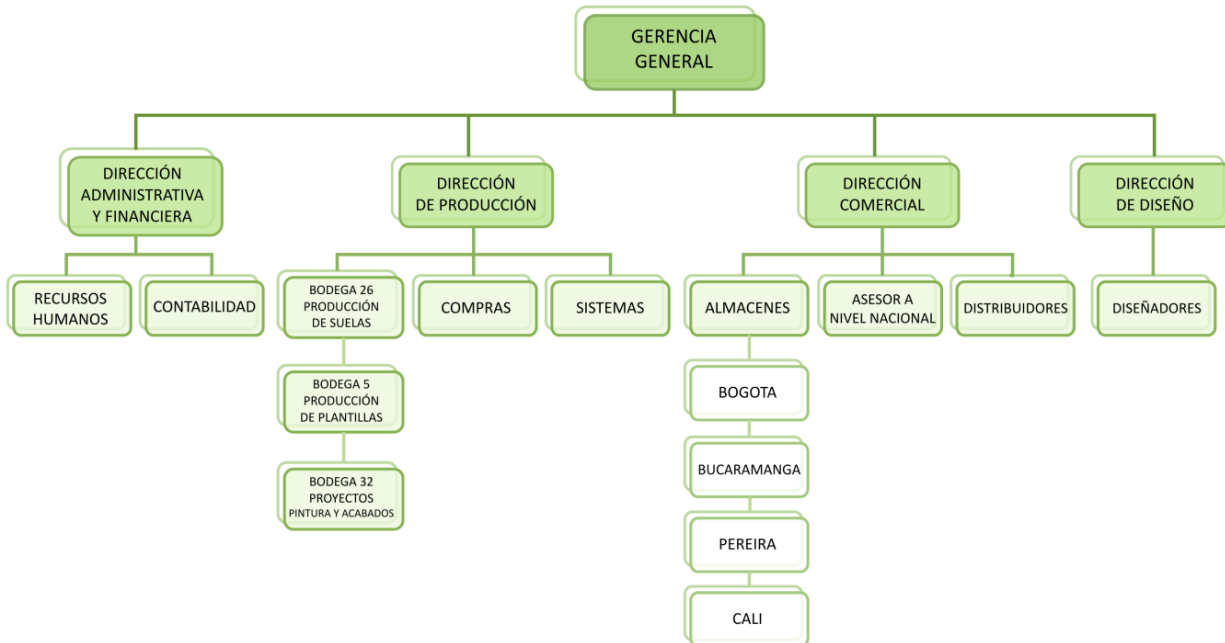 GERENCIA
GENERAL
DIRECCIÓN
ADMINISTRATIVA
Y FINANCIERA
DIRECCIÓN
DE PRODUCCIÓN
DIRECCIÓN
COMERCIAL
DIRECCIÓN
DE DISEÑO
RECURSOS
HUMANOS
CONTABILIDAD
BODEGA 26
PRODUCCIÓN
DE SUELAS
COMPRAS
SISTEMAS
ALMACENES
ASESOR A
NIVEL NACIONAL
DISTRIBUIDORES
DISEÑADORES
BODEGA 5
PRODUCCIÓN
DE PLANTILLAS
BOGOTA
BODEGA 32
PROYECTOS
PINTURA Y ACABADOS
BUCARAMANGA
PEREIRA
CALI